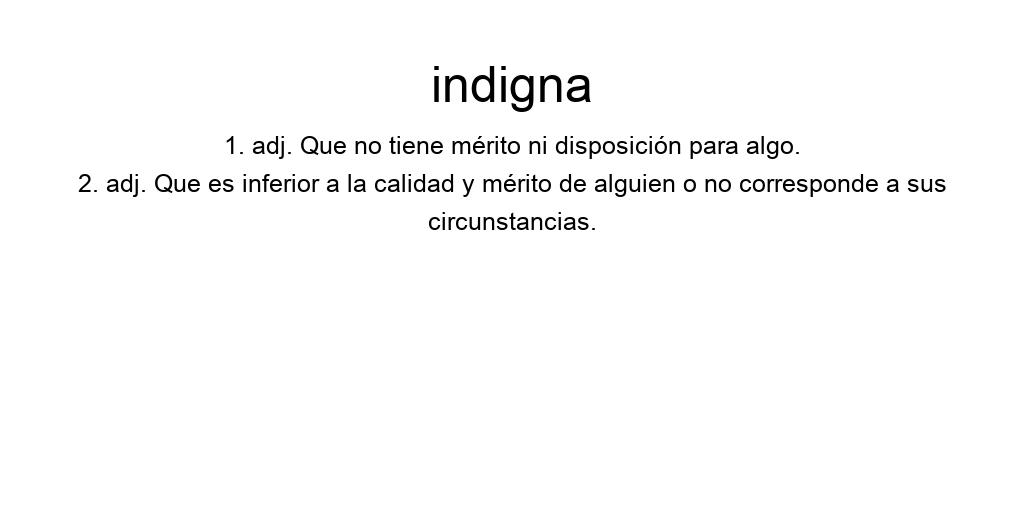 indigna
1. adj. Que no tiene mérito ni disposición para algo.
2. adj. Que es inferior a la calidad y mérito de alguien o no corresponde a sus
circunstancias.